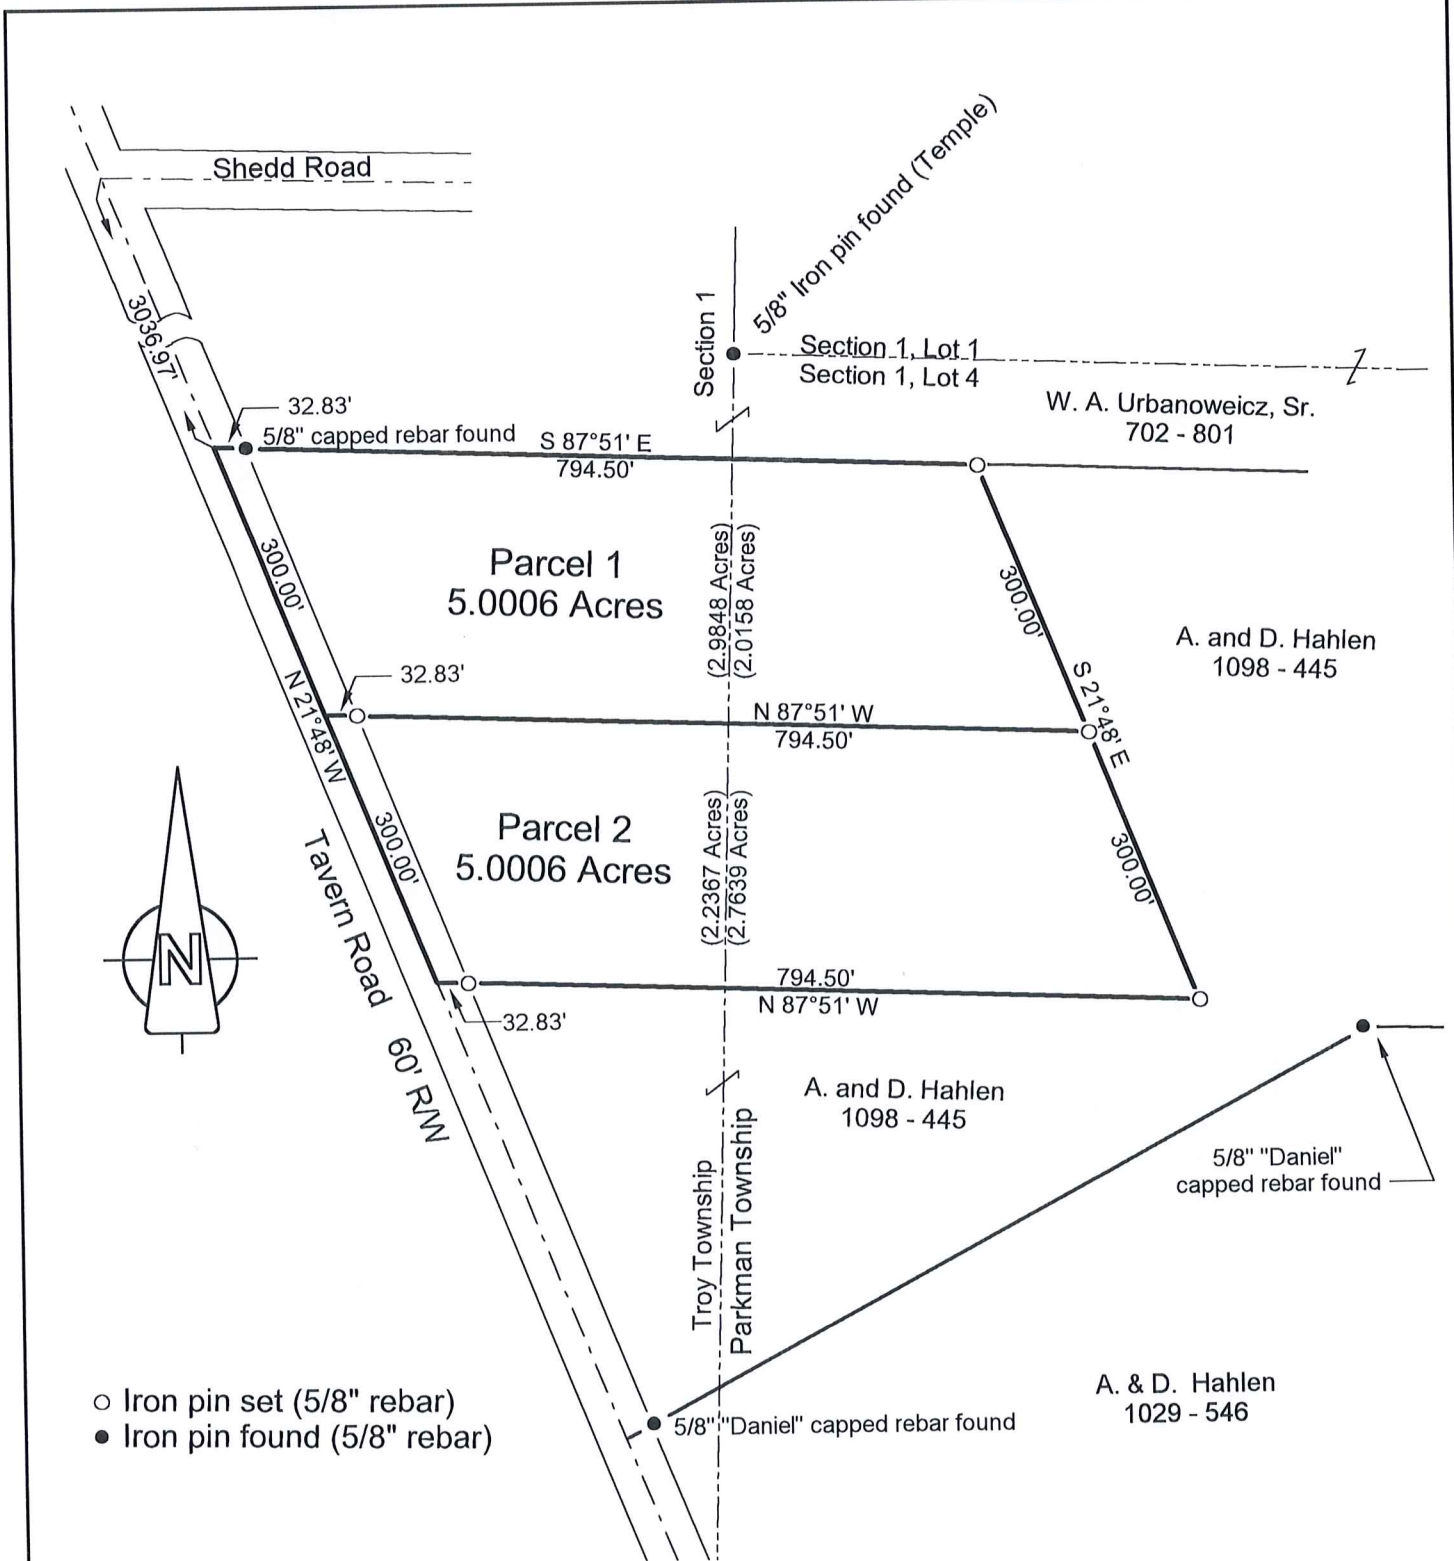 Shedd Road
5/8" Iron pin found (Temple)
3036.97'
Section 1
Section 1, Lot 1
Section 1, Lot 4
W. A. Urbanoweicz, Sr.
702 - 801
32.83'
5/8" capped rebar found
S 87°51' E
794.50'
300.00'
Parcel 1
5.0006 Acres
(2.9848 Acres)
(2.0158 Acres)
300.00'
A. and D. Hahlen
1098 - 445
32.83'
N 21°48' W
N 87°51' W
794.50'
S 21°48' E
300.00'
Parcel 2
5.0006 Acres
(2.2367 Acres)
(2.7639 Acres)
300.00'
N
Tavern Road 60' R/W
794.50'
N 87°51' W
32.83'
A. and D. Hahlen
1098 - 445
5/8" "Daniel"
capped rebar found
Troy Township
Parkman Township
A. & D. Hahlen
1029 - 546
5/8" "Daniel" capped rebar found
Iron pin set (5/8" rebar)
Iron pin found (5/8" rebar)